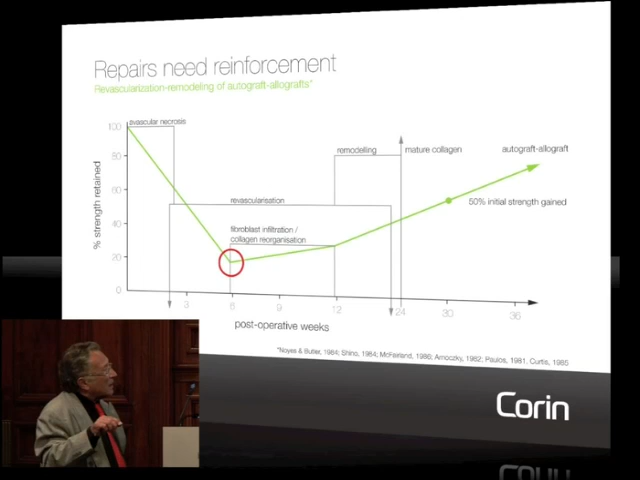 Repairs need reinforcement
Revascularization-remodeling of autograft-allografts*
100
avascular necrosis
80
60
40
20
0
% strength retained
remodelling
mature collagen
autograft-allograft
revascularisation
50% initial strength gained
fibroblast infiltration /
collagen reorganisation
3 6 9 12 24 30 36
post-operative weeks
*Noyes & Butler, 1984; Shino, 1984; McFarland, 1986; Arnoczky, 1982; Paulos, 1981. Curtis, 1985
Corin